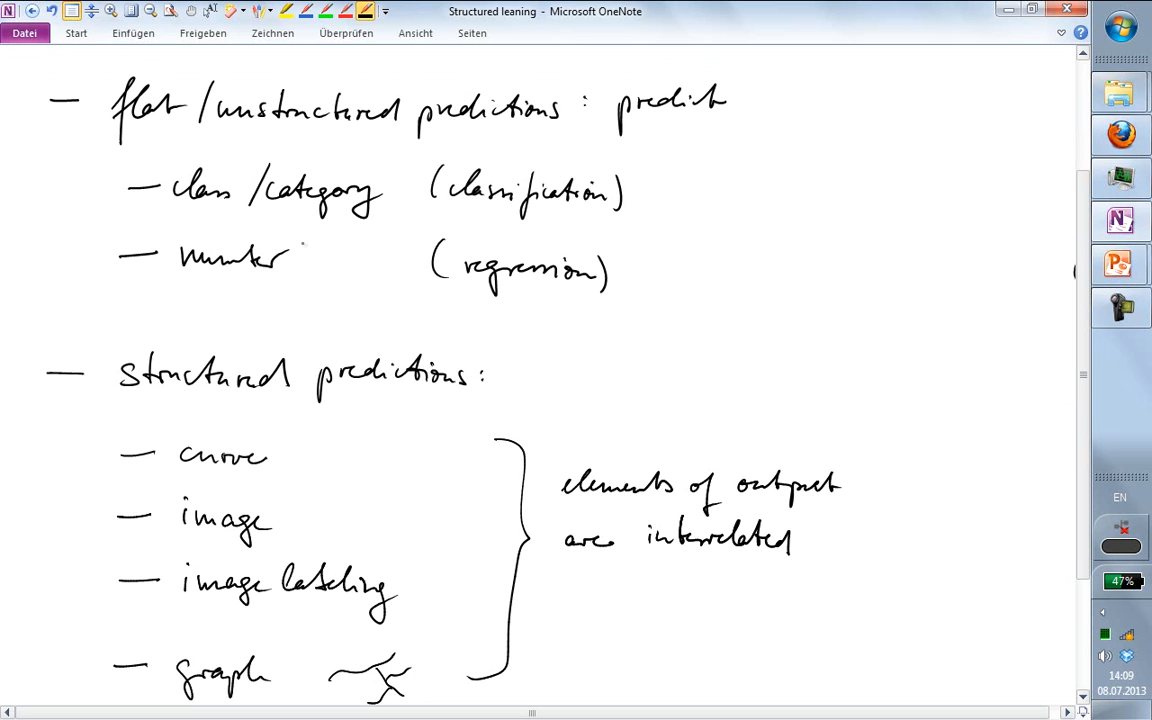 Structured leaning - Microsoft OneNote
Datei Start Einfügen Freigeben Zeichnen Überprüfen Ansicht Seiten
— flat/unstructured predictions: predict
— class/category (classification)
— number (regression)
— structured predictions:
— curve
— image
— image labeling
— graph
elements of output
are interrelated
EN
47%
14:09
08.07.2013